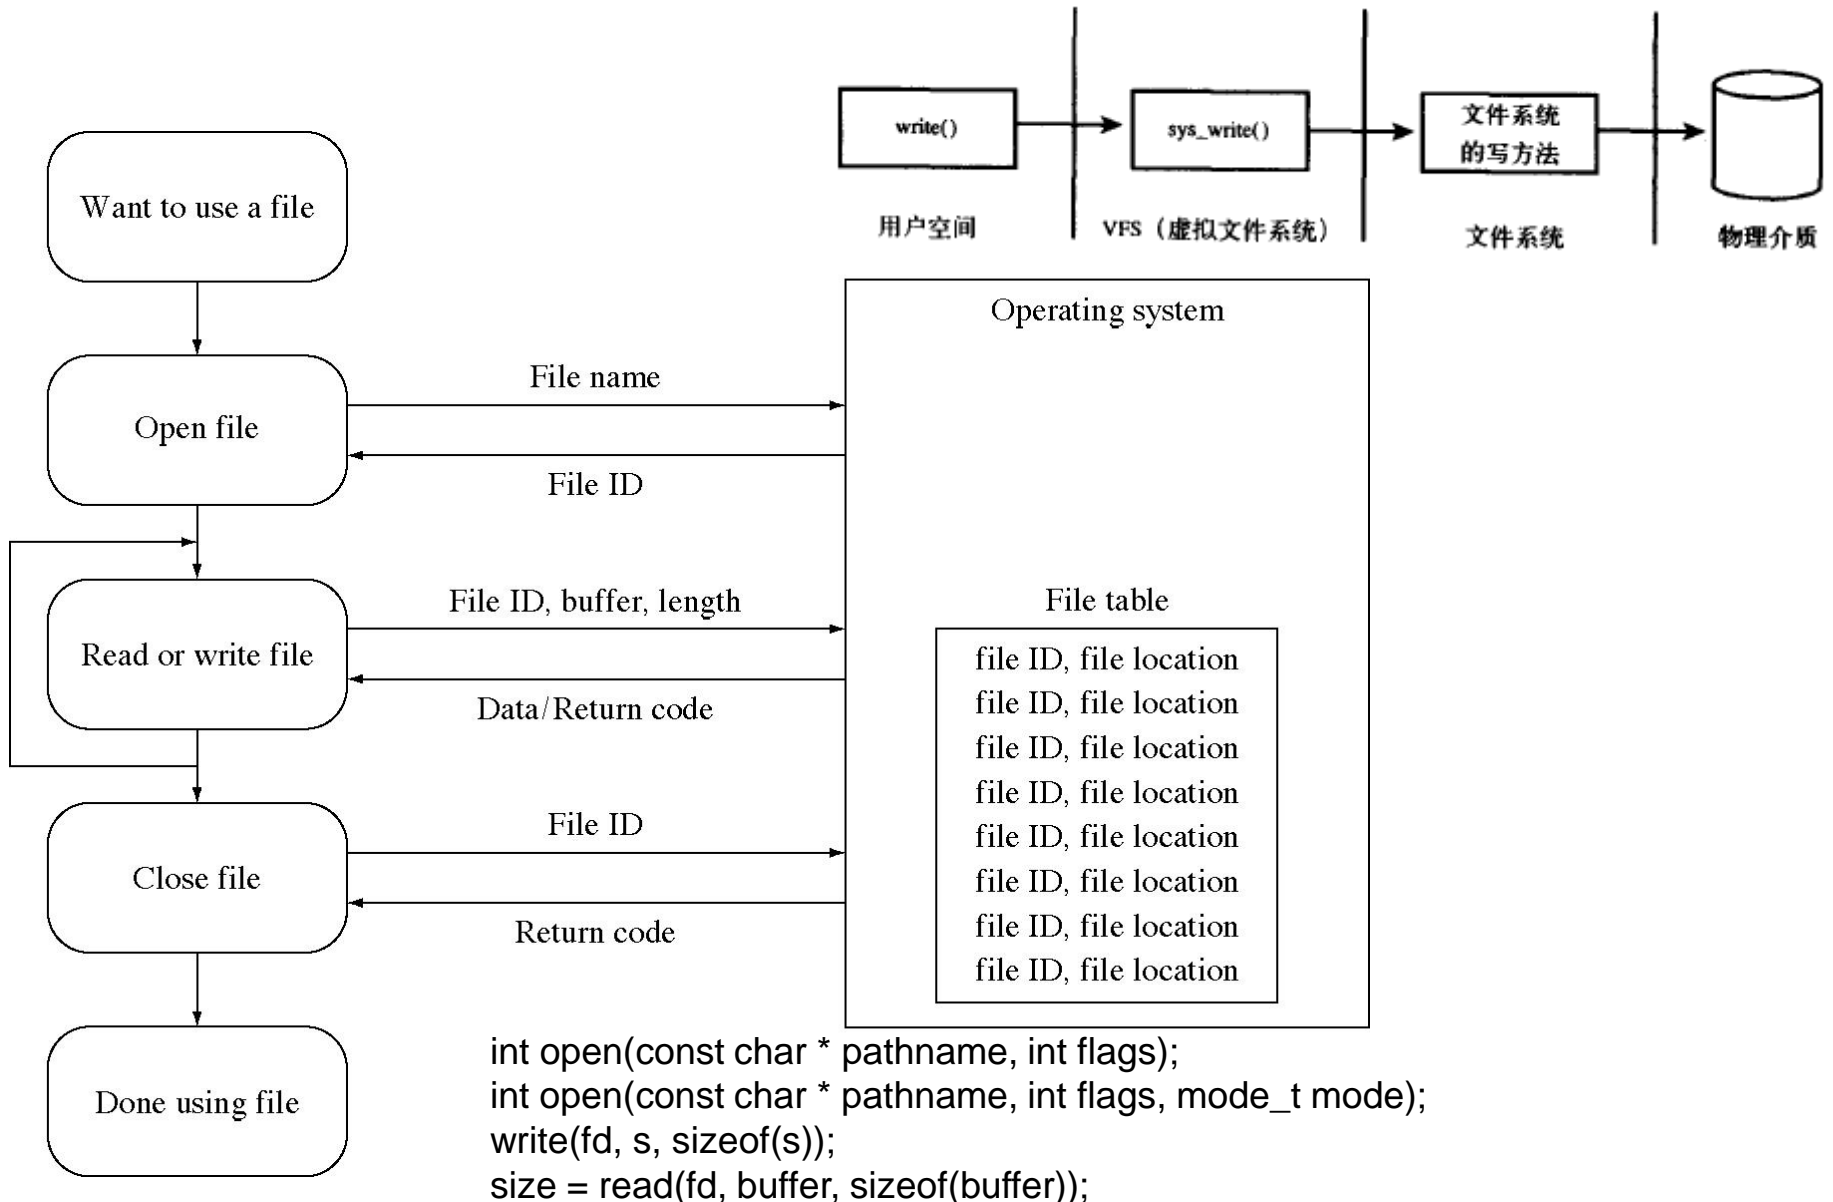 write()
sys_write()
文件系统
的写方法
用户空间
VFS（虚拟文件系统）
文件系统
物理介质
Want to use a file
Operating system
File name
Open file
File ID
File ID, buffer, length
Read or write file
Data/Return code
File table
file ID, file location
file ID, file location
file ID, file location
file ID, file location
file ID, file location
file ID, file location
file ID, file location
file ID, file location
File ID
Close file
Return code
Done using file
int open(const char * pathname, int flags);
int open(const char * pathname, int flags, mode_t mode);
write(fd, s, sizeof(s));
size = read(fd, buffer, sizeof(buffer));